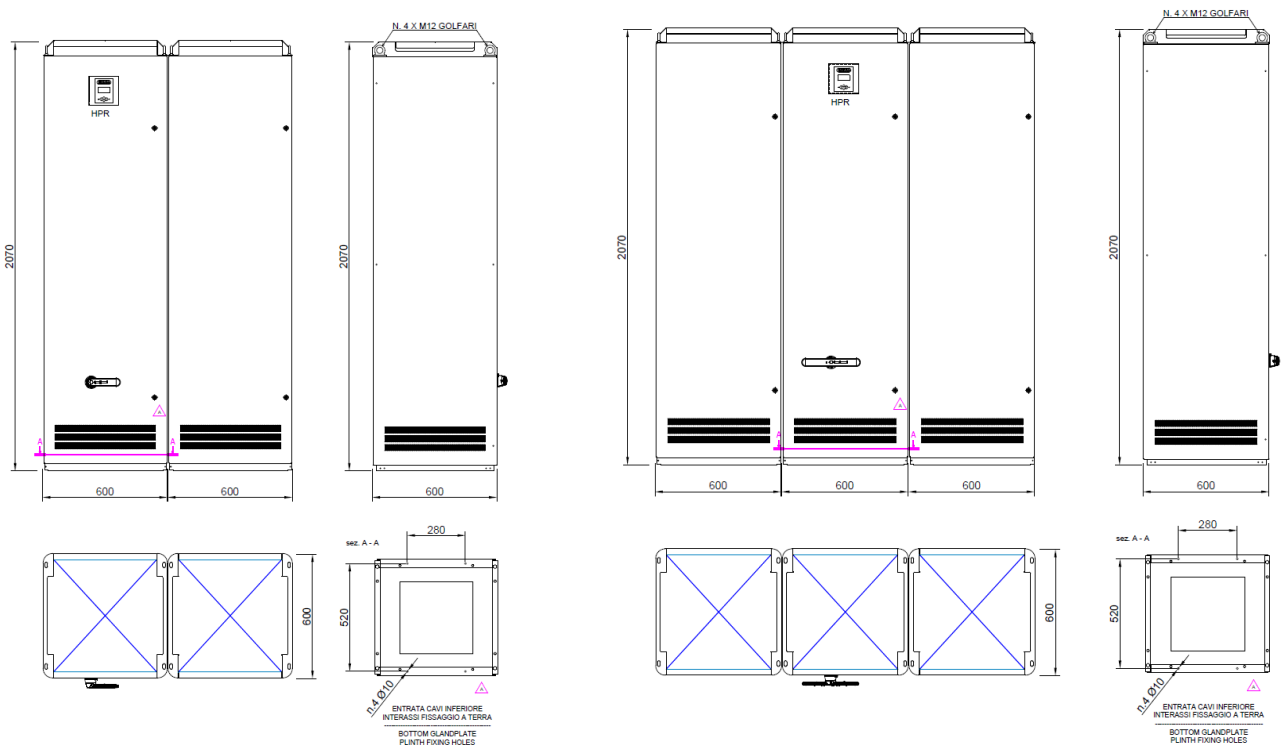 N. 4 X M12 GOLFARI
HPR
2070
A
A
A
600
600
2070
600
600
sez. A - A
280
520
n.4 Ø10
A
ENTRATA CAVI INFERIORE
INTERASSI FISSAGGIO A TERRA
BOTTOM GLANDPLATE
PLINTH FIXING HOLES
N. 4 X M12 GOLFARI
HPR
2070
A
A
A
600
600
600
2070
600
600
sez. A - A
280
520
n.4 Ø10
A
ENTRATA CAVI INFERIORE
INTERASSI FISSAGGIO A TERRA
BOTTOM GLANDPLATE
PLINTH FIXING HOLES